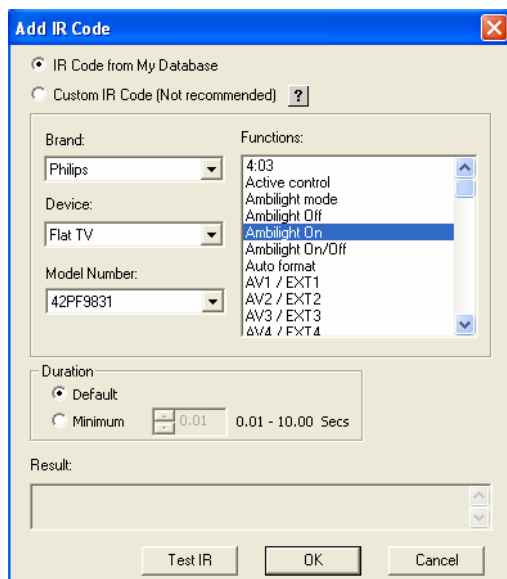 Add IR Code
IR Code from My Database
Custom IR Code (Not recommended) ?
Brand:
Philips
Device:
Flat TV
Model Number:
42PF9831
Functions:
4:03
Active control
Ambilight mode
Ambilight Off
Ambilight On
Ambilight On/Off
Auto format
AV1 / EXT1
AV2 / EXT2
AV3 / EXT3
AV4 / EXT4
Duration
Default
Minimum 0.01 0.01 - 10.00 Secs
Result:
Test IR OK Cancel